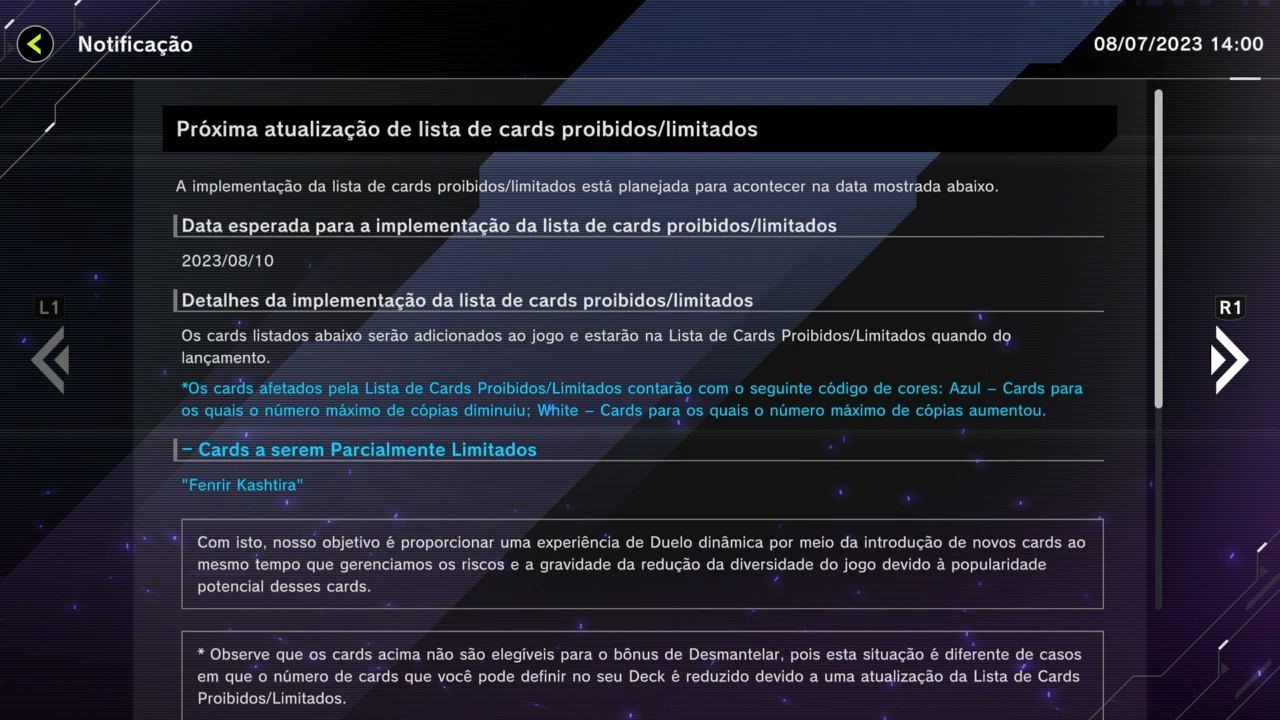 Notificação
08/07/2023 14:00
Próxima atualização de lista de cards proibidos/limitados
A implementação da lista de cards proibidos/limitados está planejada para acontecer na data mostrada abaixo.
Data esperada para a implementação da lista de cards proibidos/limitados
2023/08/10
Detalhes da implementação da lista de cards proibidos/limitados
L1
R1
Os cards listados abaixo serão adicionados ao jogo e estarão na Lista de Cards Proibidos/Limitados quando do
lançamento.
*Os cards afetados pela Lista de Cards Proibidos/Limitados contarão com o seguinte código de cores: Azul – Cards para
os quais o número máximo de cópias diminuiu; White – Cards para os quais o número máximo de cópias aumentou.
– Cards a serem Parcialmente Limitados
"Fenrir Kashtira"
Com isto, nosso objetivo é proporcionar uma experiência de Duelo dinâmica por meio da introdução de novos cards ao
mesmo tempo que gerenciamos os riscos e a gravidade da redução da diversidade do jogo devido à popularidade
potencial desses cards.
* Observe que os cards acima não são elegíveis para o bônus de Desmantelar, pois esta situação é diferente de casos
em que o número de cards que você pode definir no seu Deck é reduzido devido a uma atualização da Lista de Cards
Proibidos/Limitados.